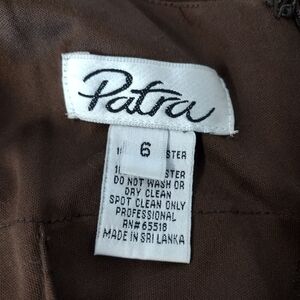 Patra
6
DO NOT WASH OR
DRY CLEAN
SPOT CLEAN ONLY
PROFESSIONAL
RN# 65518
MADE IN SRI LANKA